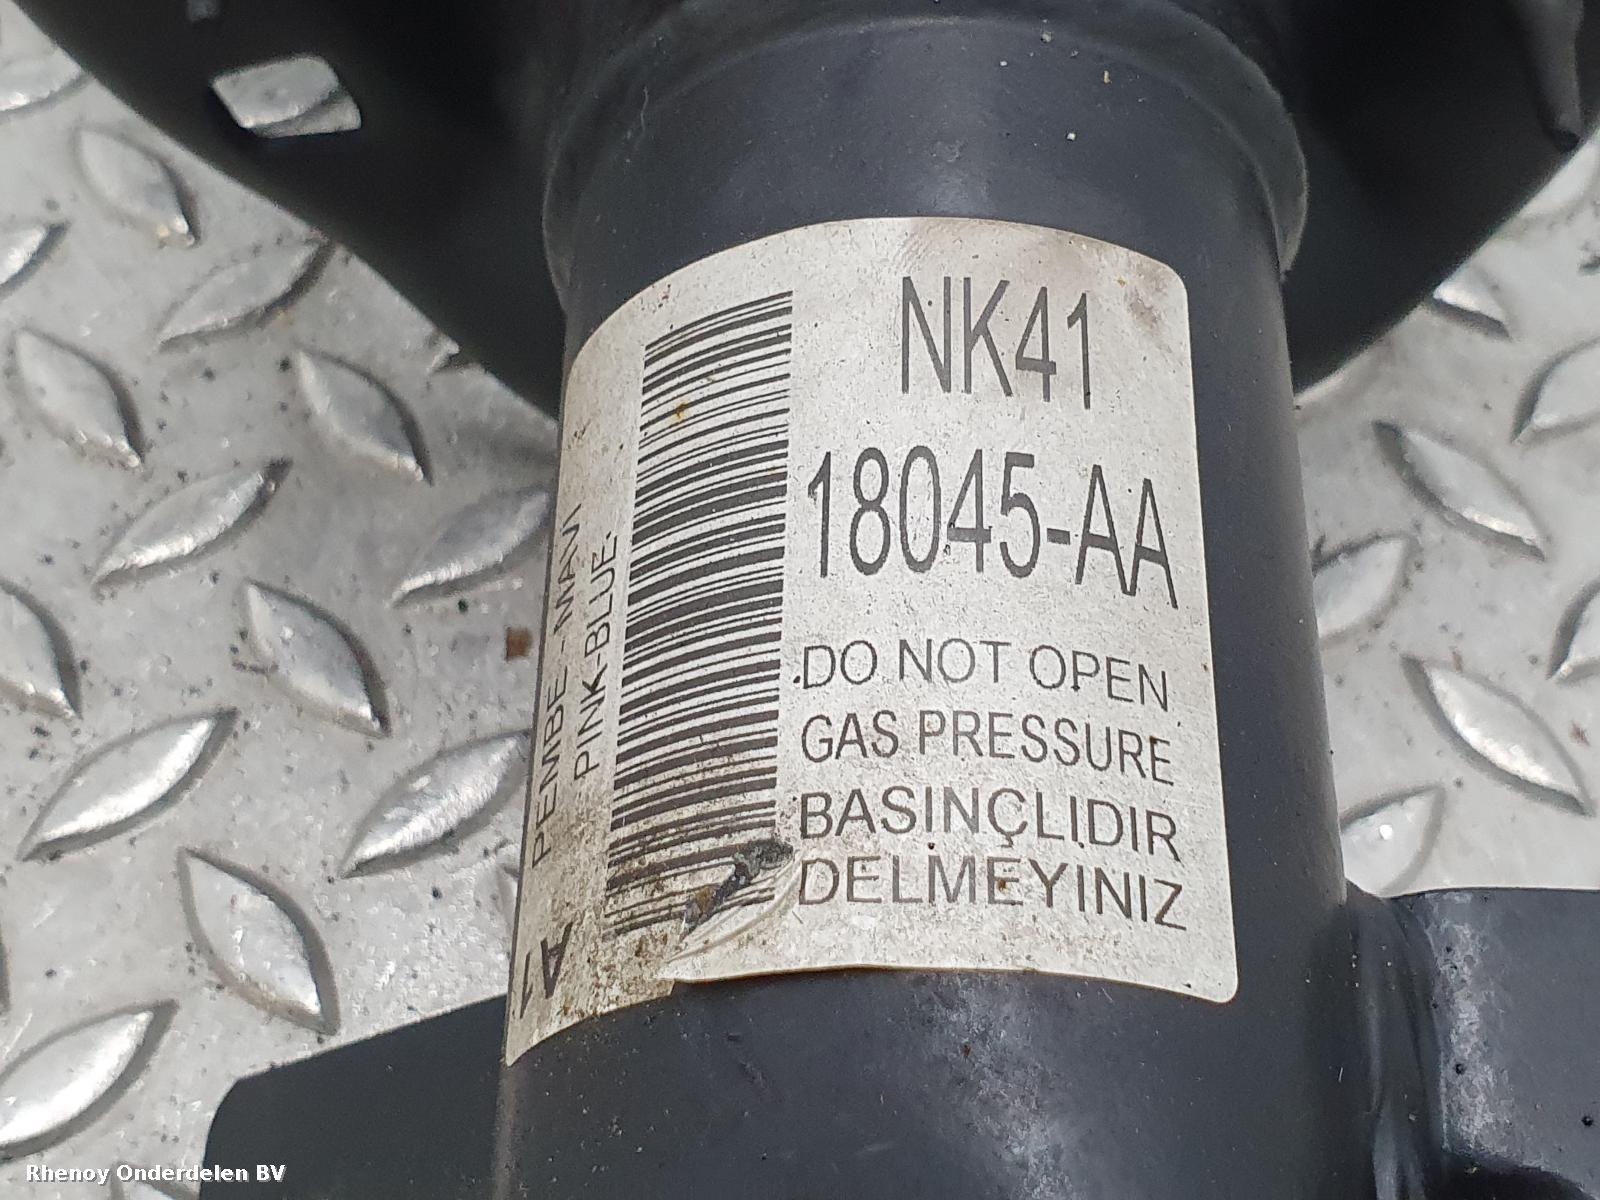 NK41
18045-AA
DO NOT OPEN
GAS PRESSURE
BASINÇLIDIR
DELMEYINIZ
PEMBE -MAVI
PINK-BLUE.
A1
Rhenoy Onderdelen BV